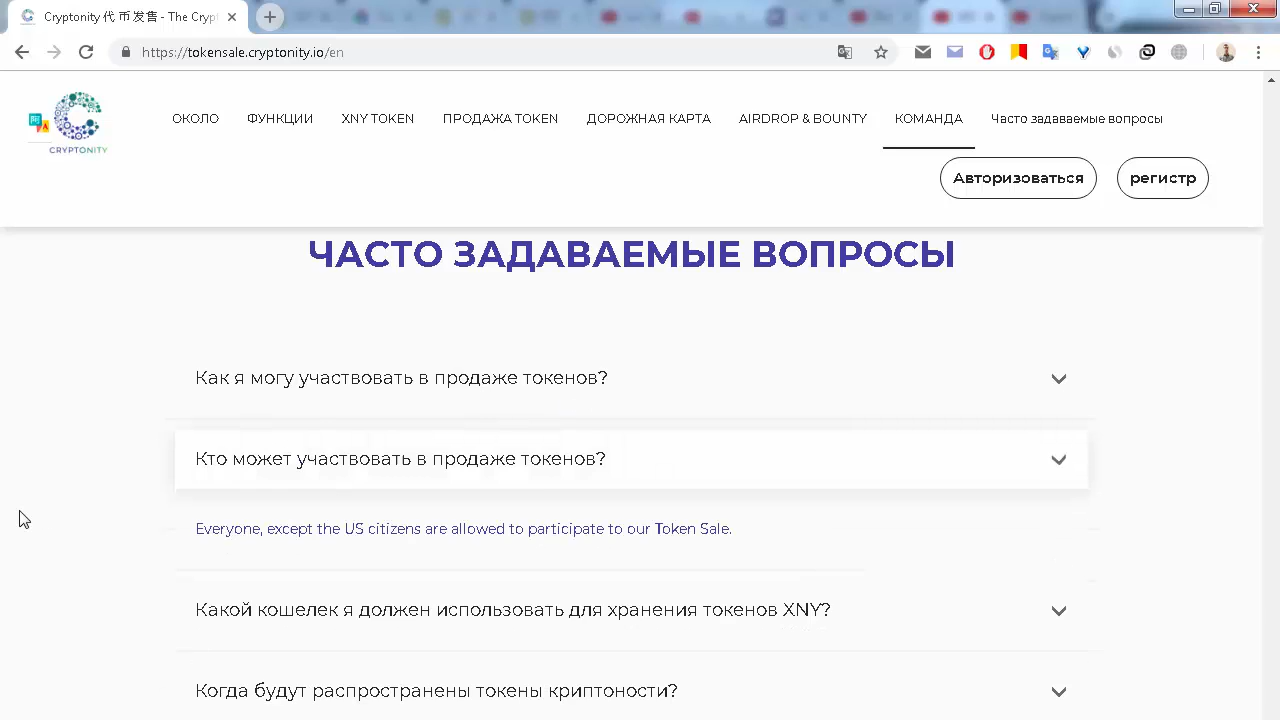 Cryptonity 代 币 发 售 - The Crypt
https://tokensale.cryptonity.io/en
CRYPTONITY
ОКОЛО ФУНКЦИИ XNY TOKEN ПРОДАЖА TOKEN ДОРОЖНАЯ КАРТА AIRDROP & BOUNTY КОМАНДА Часто задаваемые вопросы
Авторизоваться регистр
ЧАСТО ЗАДАВАЕМЫЕ ВОПРОСЫ
Как я могу участвовать в продаже токенов?
Кто может участвовать в продаже токенов?
Everyone, except the US citizens are allowed to participate to our Token Sale.
Какой кошелек я должен использовать для хранения токенов XNY?
Когда будут распространены токены криптоности?